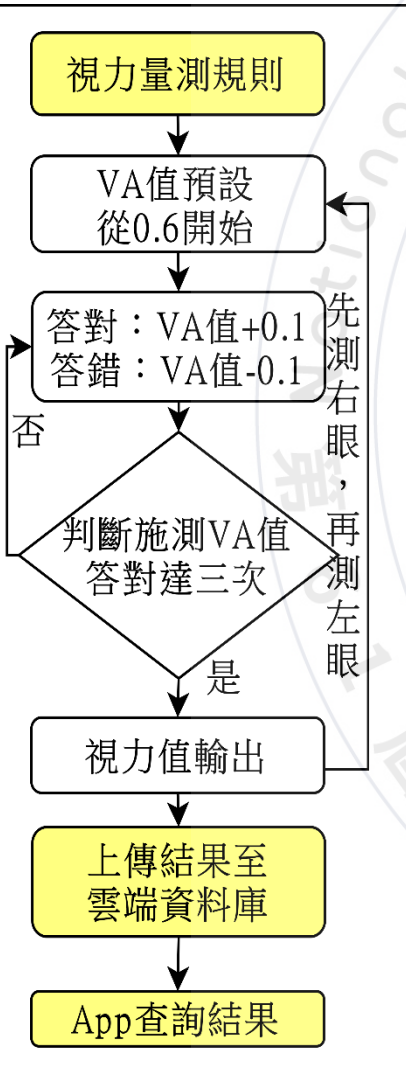 視力量測規則
VA值預設
從0.6開始
答對：VA值+0.1
答錯：VA值-0.1
否
判斷施測VA值
答對達三次
是
先測右眼，再測左眼
視力值輸出
上傳結果至
雲端資料庫
App查詢結果